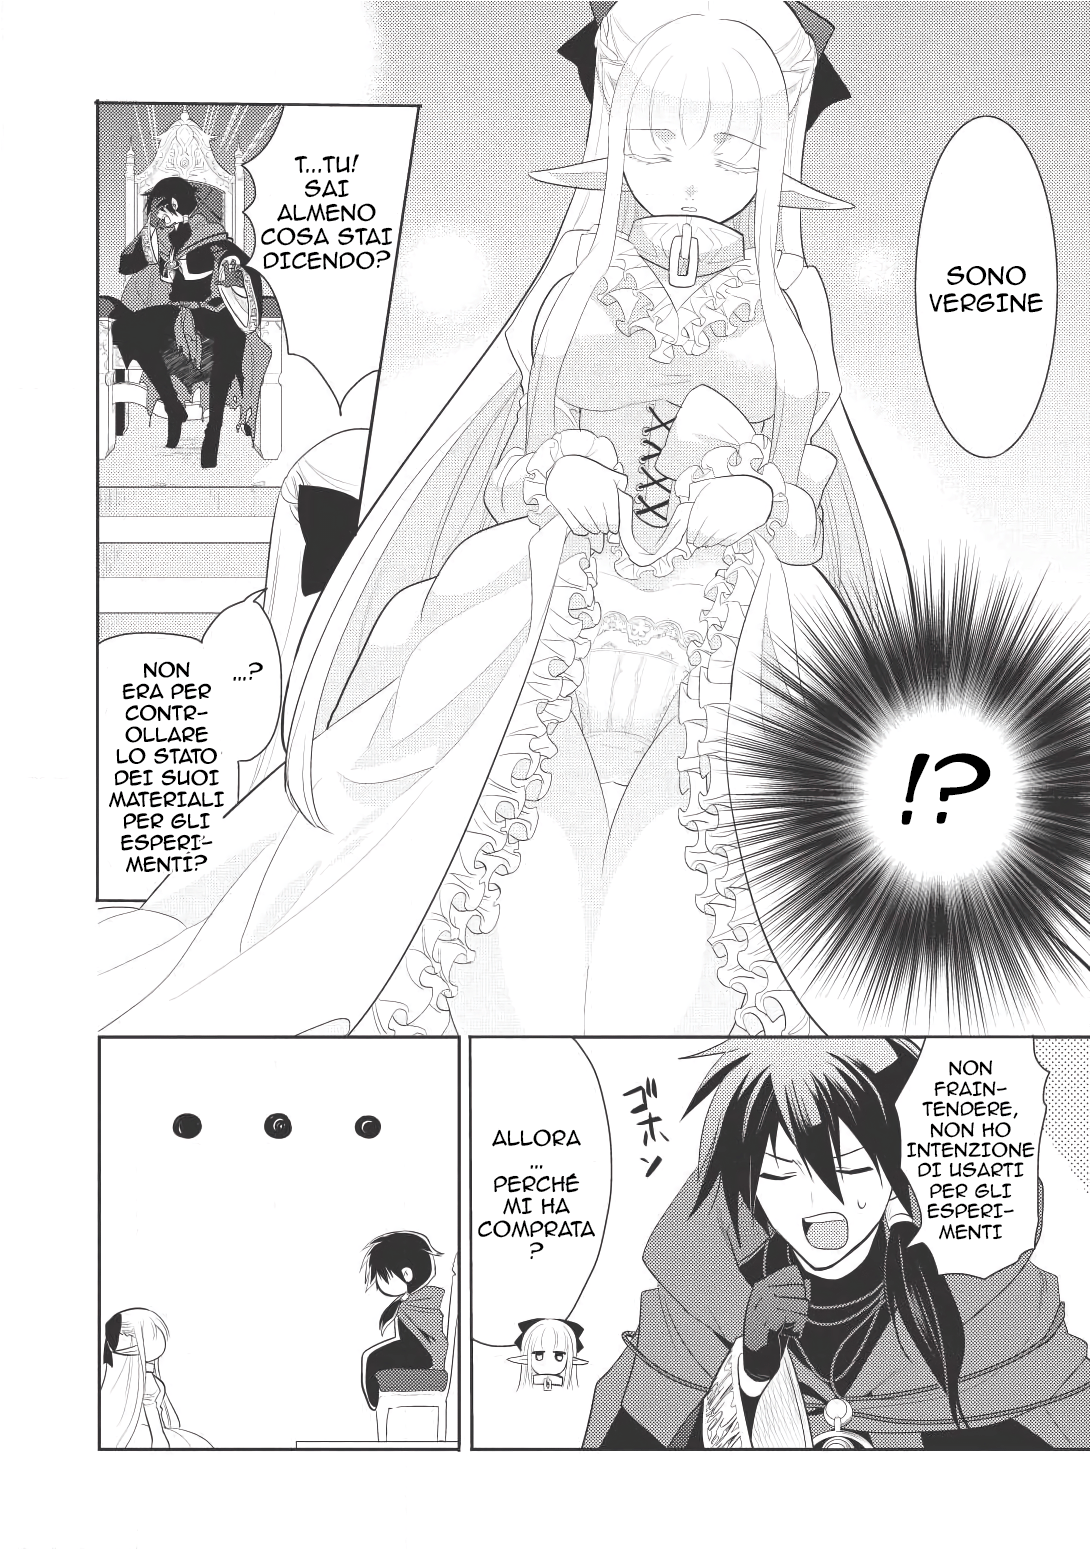 SONO
VERGINE
!?
T...TU!
SAI
ALMENO
COSA STAI
DICENDO?
...?
NON
ERA PER
CONTR-
OLLARE
LO STATO
DEI SUOI
MATERIALI
PER GLI
ESPERI-
MENTI?
NON
FRAIN-
TENDERE,
NON HO
INTENZIONE
DI USARTI
PER GLI
ESPERI-
MENTI
ゴホン
ALLORA
...
PERCHÉ
MI HA
COMPRATA
?